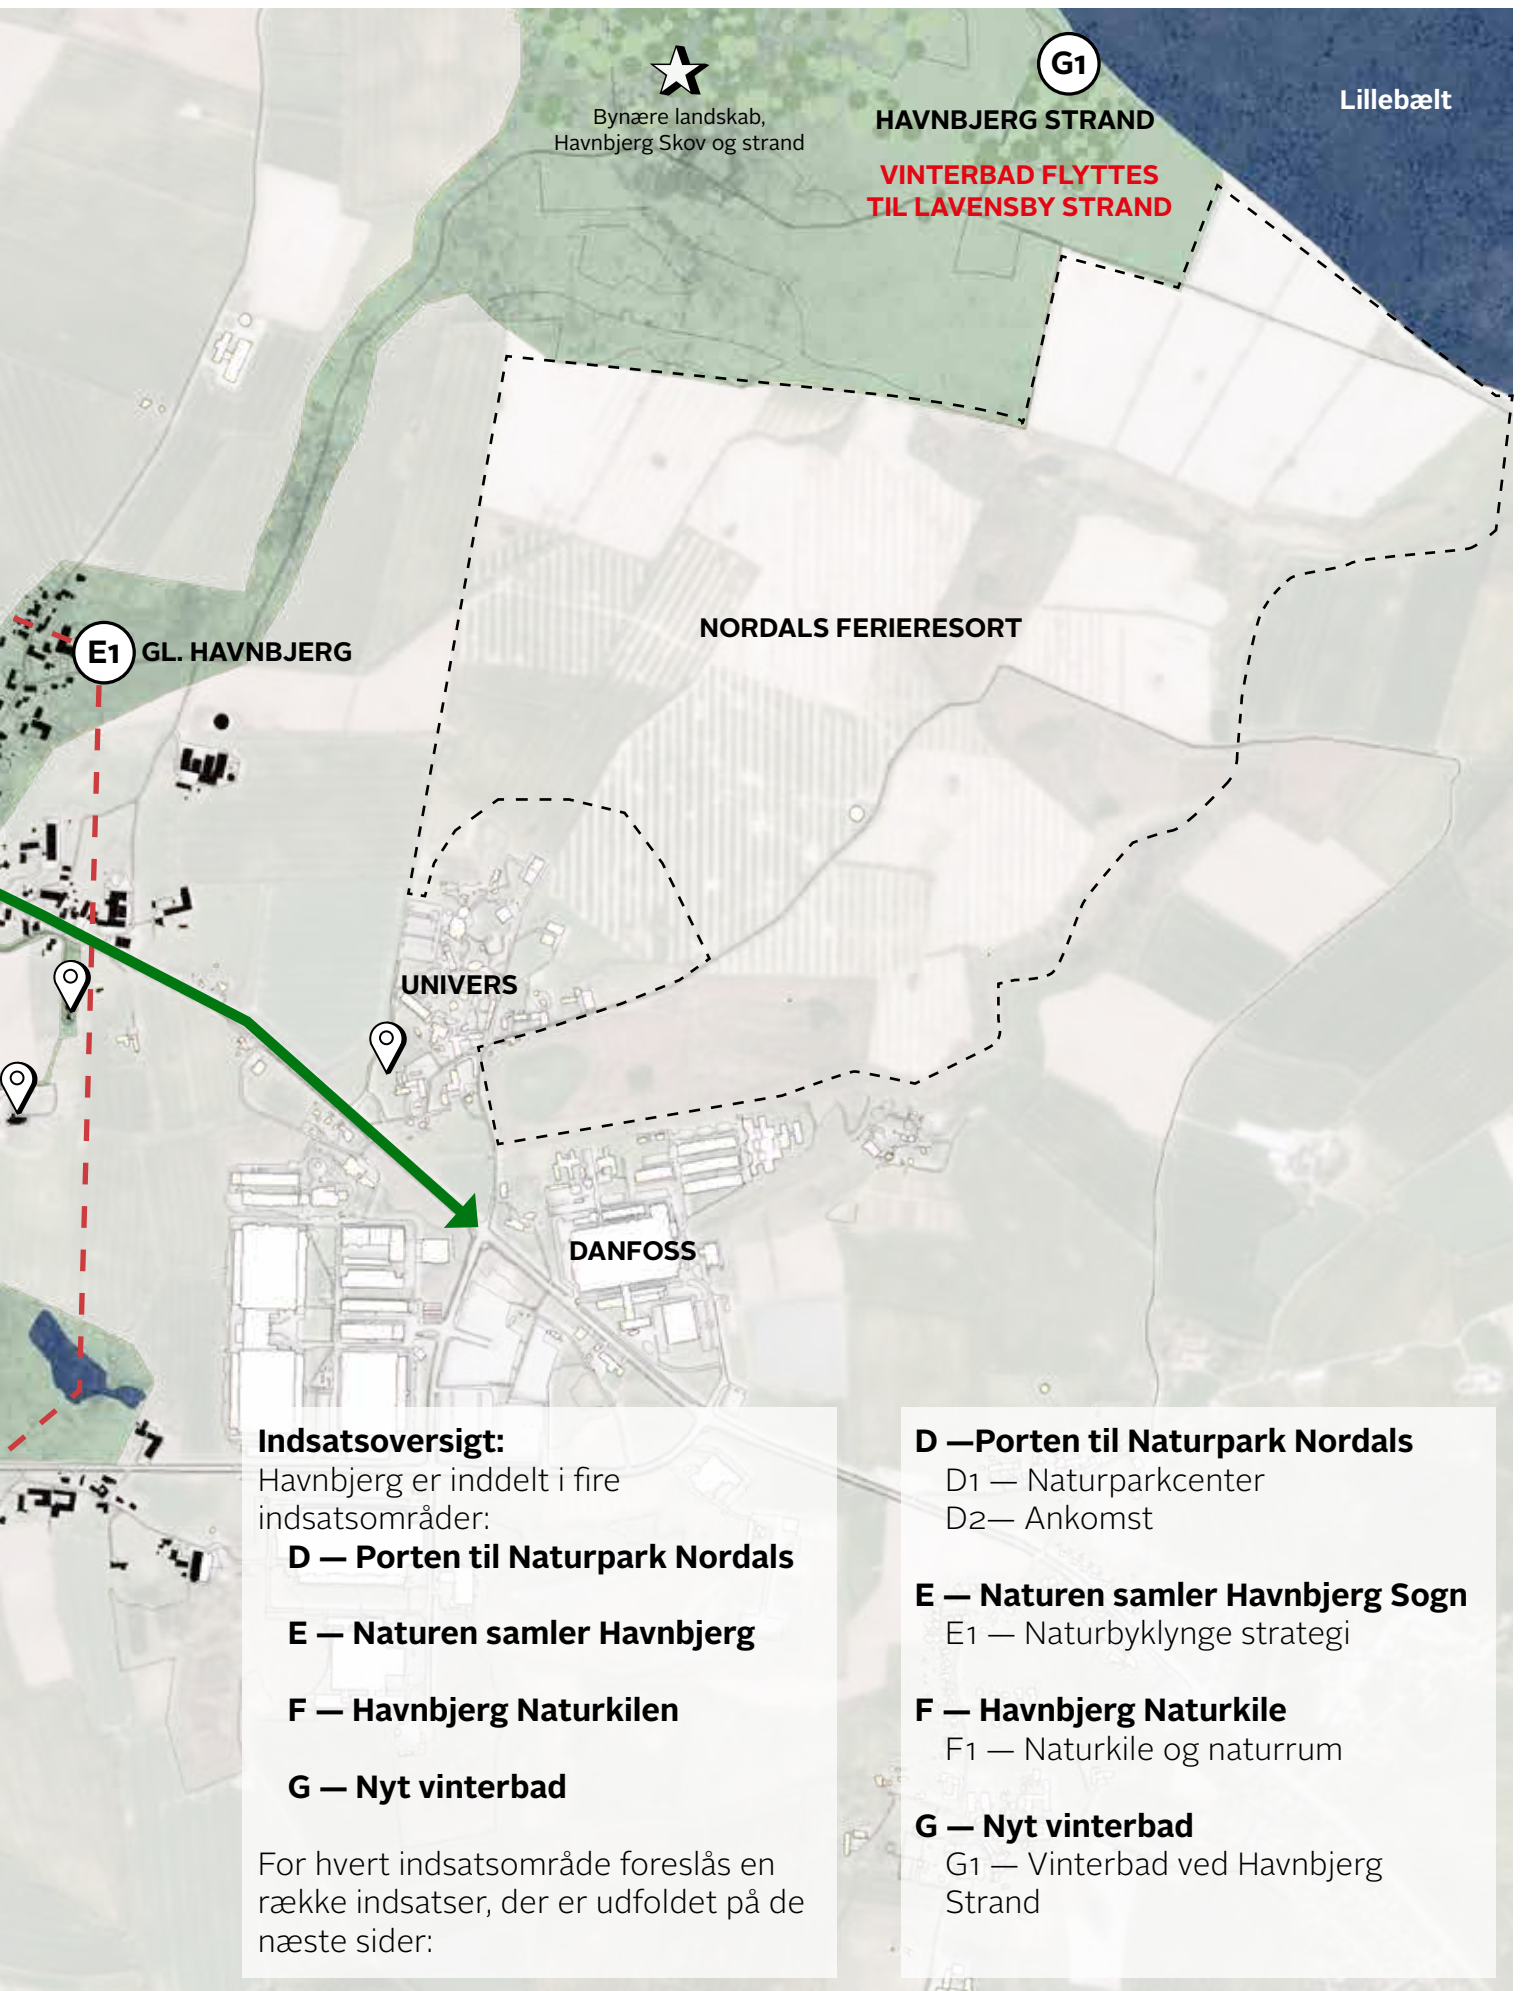 G1
Lillebælt
Bynære landskab,
Havnbjerg Skov og strand
HAVNBJERG STRAND
VINTERBAD FLYTTES
TIL LAVENSBY STRAND
NORDALS FERIERESORT
E1
GL. HAVNBJERG
UNIVERS
DANFOSS
Indsatsoversigt:
Havnbjerg er inddelt i fire
indsatsområder:
D — Porten til Naturpark Nordals
E — Naturen samler Havnbjerg
F — Havnbjerg Naturkilen
G — Nyt vinterbad
For hvert indsatsområde foreslås en
række indsatser, der er udfoldet på de
næste sider:
D —Porten til Naturpark Nordals
D1 — Naturparkcenter
D2— Ankomst
E — Naturen samler Havnbjerg Sogn
E1 — Naturbyklynge strategi
F — Havnbjerg Naturkile
F1 — Naturkile og naturrum
G — Nyt vinterbad
G1 — Vinterbad ved Havnbjerg
Strand